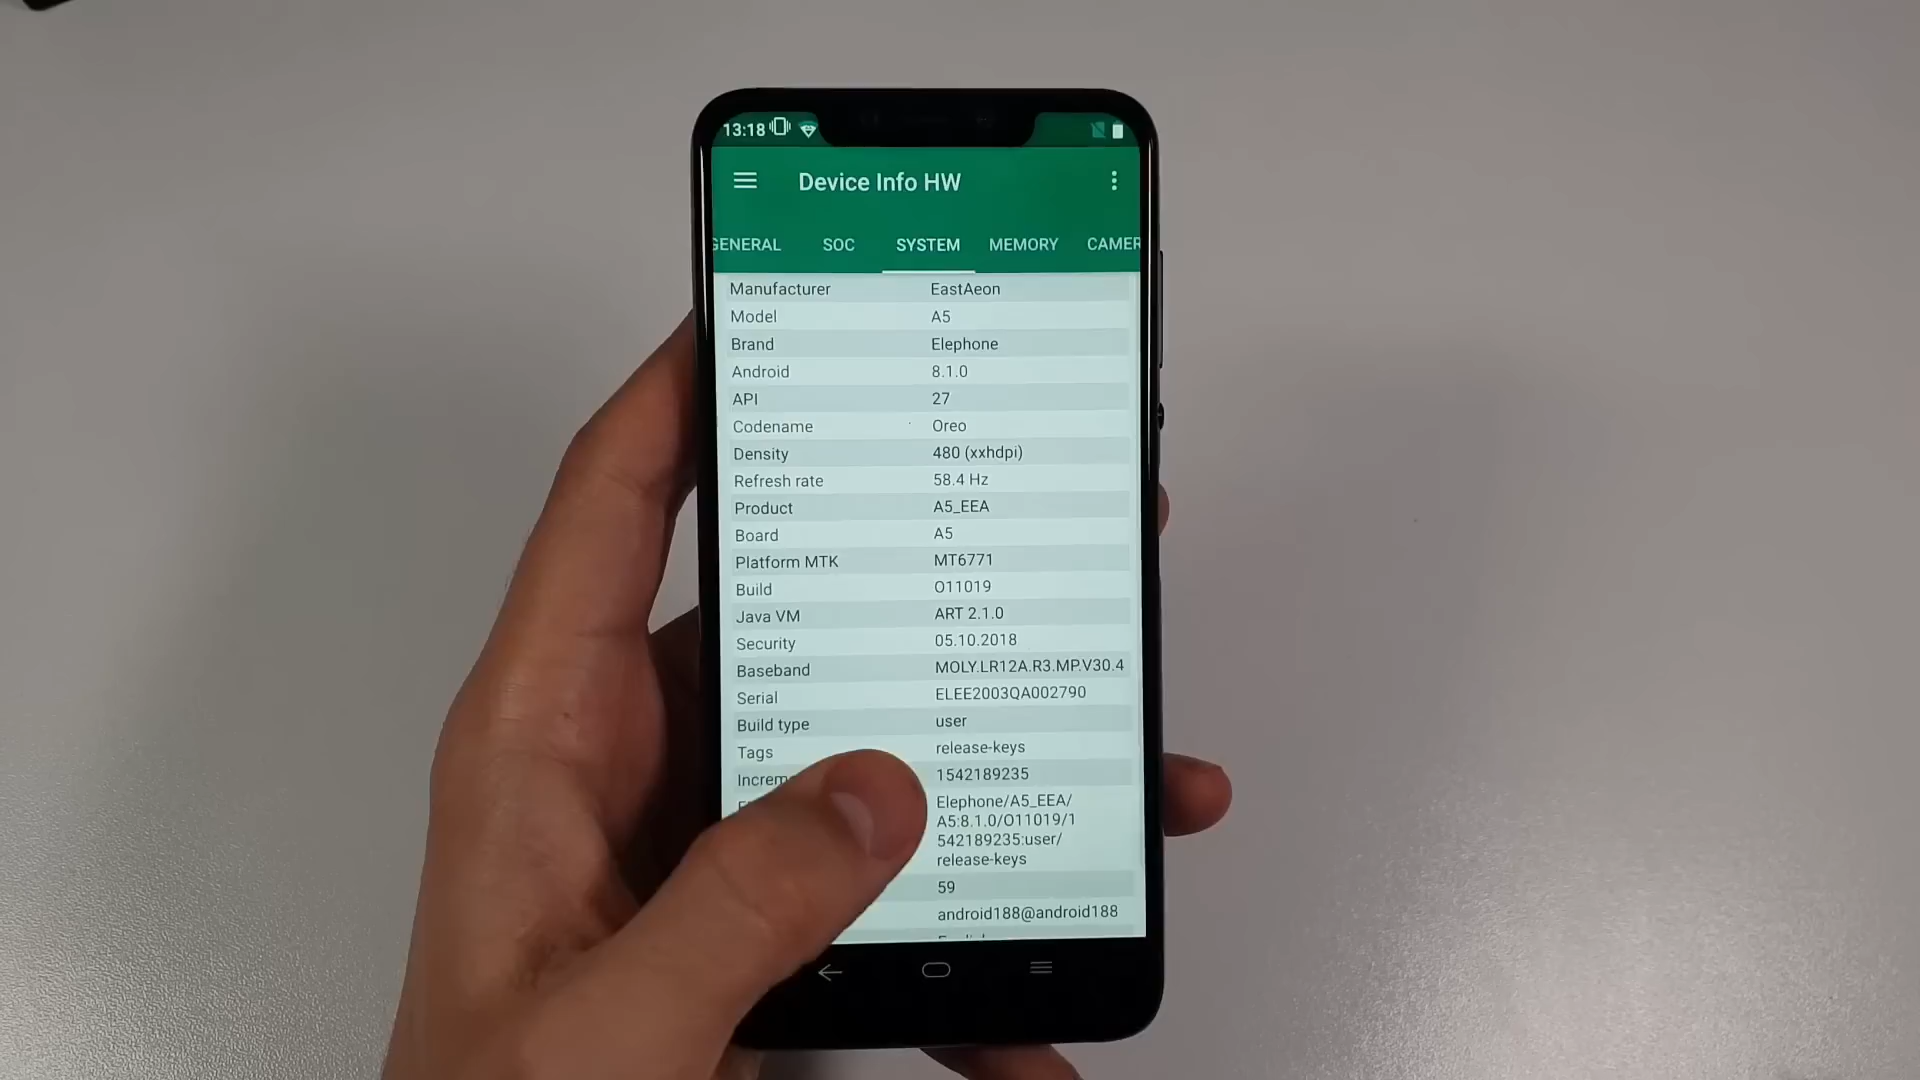 13:18
Device Info HW
GENERAL SOC SYSTEM MEMORY CAMER
Manufacturer EastAeon
Model A5
Brand Elephone
Android 8.1.0
API 27
Codename Oreo
Density 480 (xxhdpi)
Refresh rate 58.4 Hz
Product A5_EEA
Board A5
Platform MTK MT6771
Build O11019
Java VM ART 2.1.0
Security 05.10.2018
Baseband MOLY.LR12A.R3.MP.V30.4
Serial ELEE2003QA002790
Build type user
Tags release-keys
Increm 1542189235
Elephone/A5_EEA/
A5:8.1.0/O11019/1
542189235:user/
release-keys
59
android188@android188